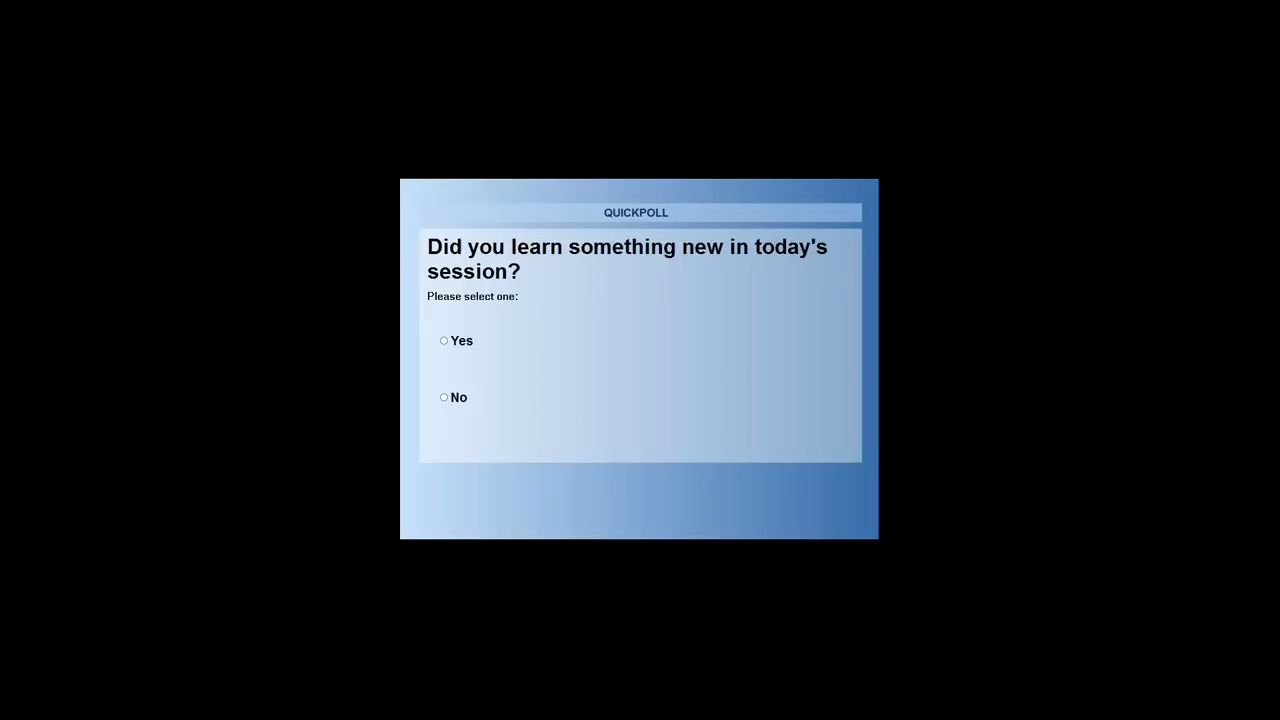 QUICKPOLL
Did you learn something new in today's
session?
Please select one:
Yes
No